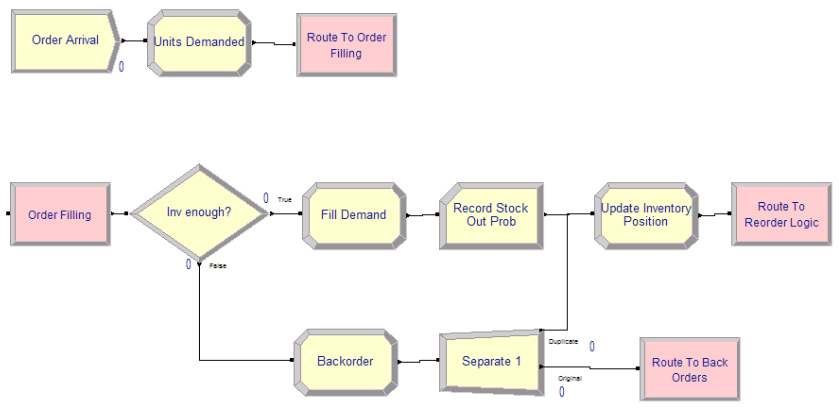 Order Arrival
0
Units Demanded
Route To Order
Filling
Order Filling
Inv enough?
0
True
0
False
Fill Demand
Record Stock
Out Prob
Update Inventory
Position
Route To
Reorder Logic
Backorder
Separate 1
Duplicate
0
Original
0
Route To Back
Orders